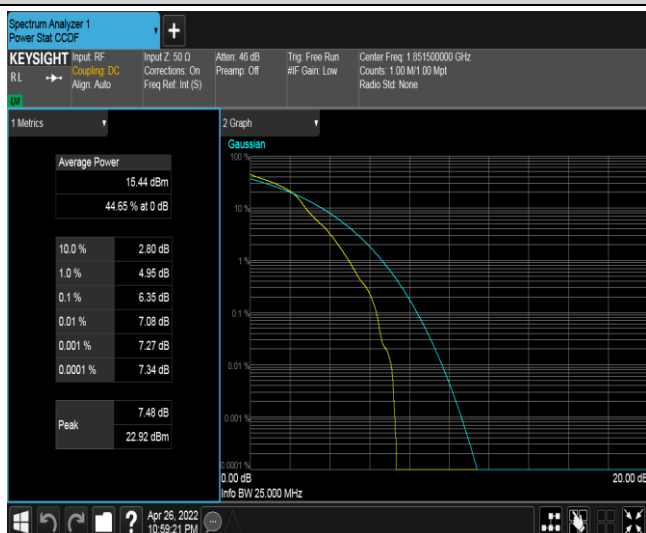 Spectrum Analyzer 1
Power Stat CCDF
+
KEYSIGHT
RL
Input: RF
Coupling: DC
Align: Auto
Input Z: 50 Ω
Corrections: On
Freq Ref: Int (S)
Atten: 46 dB
Preamp: Off
Trig: Free Run
#IF Gain: Low
Center Freq: 1.851500000 GHz
Counts: 1.00 M/1.00 Mpt
Radio Std: None
1 Metrics
Average Power
15.44 dBm
44.65 % at 0 dB
10.0 % 2.80 dB
1.0 % 4.95 dB
0.1 % 6.35 dB
0.01 % 7.08 dB
0.001 % 7.27 dB
0.0001 % 7.34 dB
Peak
7.48 dB
22.92 dBm
2 Graph
Gaussian
100 %
10 %
1 %
0.1 %
0.01 %
0.001 %
0.0001 %
0.00 dB 20.00 dB
Info BW 25.000 MHz
?
Apr 26, 2022
10:59:21 PM